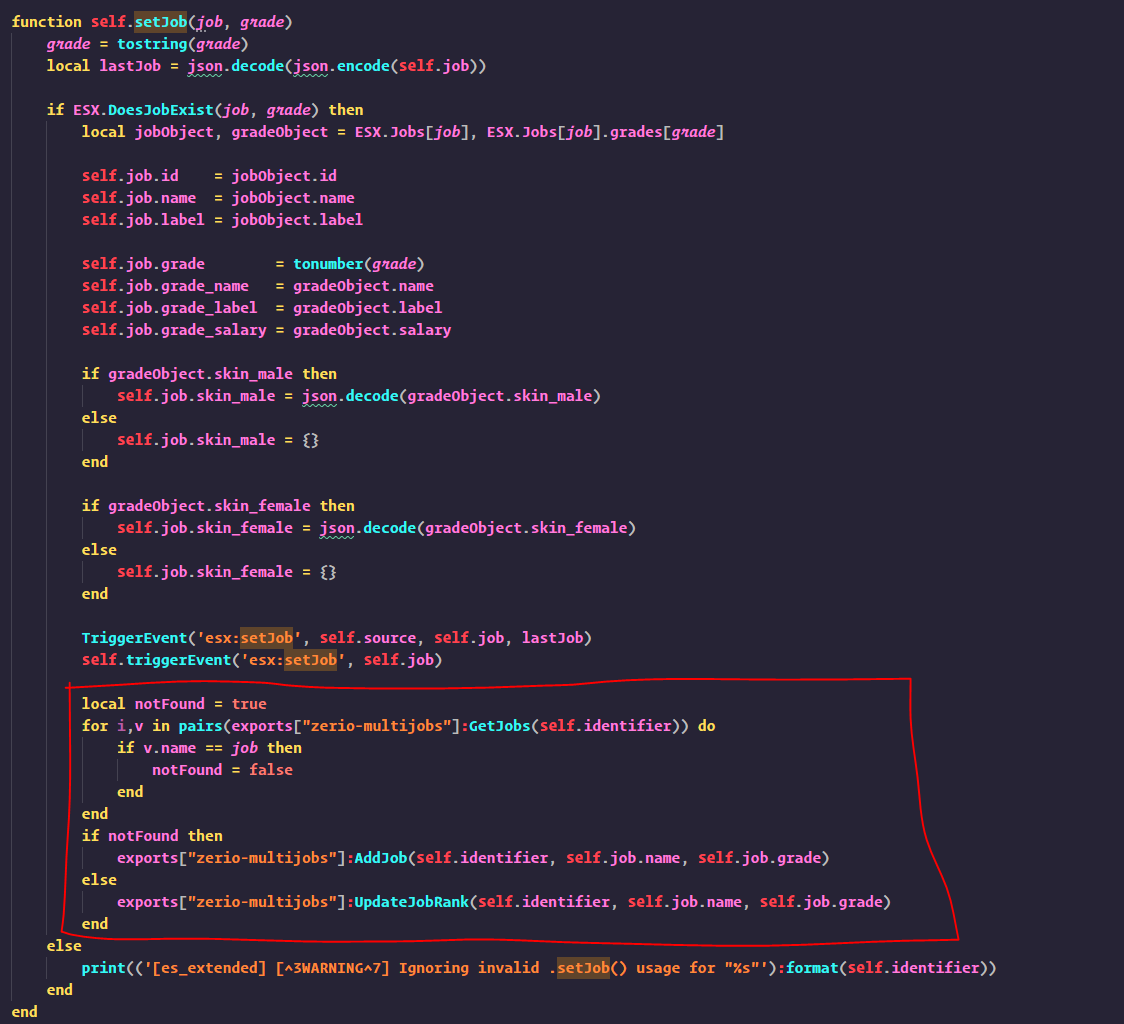 function self.setJob(job, grade)
    grade = tostring(grade)
    local lastJob = json.decode(json.encode(self.job))
    if ESX.DoesJobExist(job, grade) then
        local jobObject, gradeObject = ESX.Jobs[job], ESX.Jobs[job].grades[grade]
        self.job.id    = jobObject.id
        self.job.name  = jobObject.name
        self.job.label = jobObject.label
        self.job.grade        = tonumber(grade)
        self.job.grade_name   = gradeObject.name
        self.job.grade_label  = gradeObject.label
        self.job.grade_salary = gradeObject.salary
        if gradeObject.skin_male then
            self.job.skin_male = json.decode(gradeObject.skin_male)
        else
            self.job.skin_male = {}
        end
        if gradeObject.skin_female then
            self.job.skin_female = json.decode(gradeObject.skin_female)
        else
            self.job.skin_female = {}
        end
        TriggerEvent('esx:setJob', self.source, self.job, lastJob)
        self.triggerEvent('esx:setJob', self.job)
        local notFound = true
        for i,v in pairs(exports["zerio-multijobs"]:GetJobs(self.identifier)) do
            if v.name == job then
                notFound = false
            end
        end
        if notFound then
            exports["zerio-multijobs"]:AddJob(self.identifier, self.job.name, self.job.grade)
        else
            exports["zerio-multijobs"]:UpdateJobRank(self.identifier, self.job.name, self.job.grade)
        end
    else
        print(('[es_extended] [^3WARNING^7] Ignoring invalid .setJob() usage for "%s"'):format(self.identifier))
    end
end